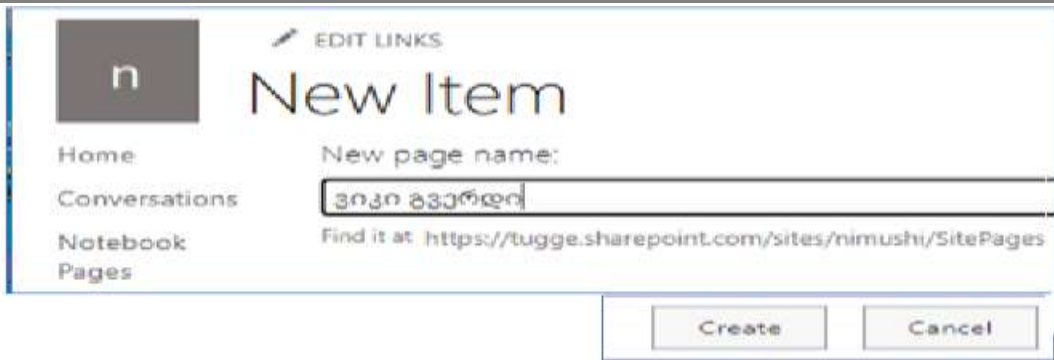 n
EDIT LINKS
New Item
Home
Conversations
Notebook
Pages
New page name:
ვიკი გვერდი
Find it at https://tugge.sharepoint.com/sites/nimushi/SitePages
Create
Cancel